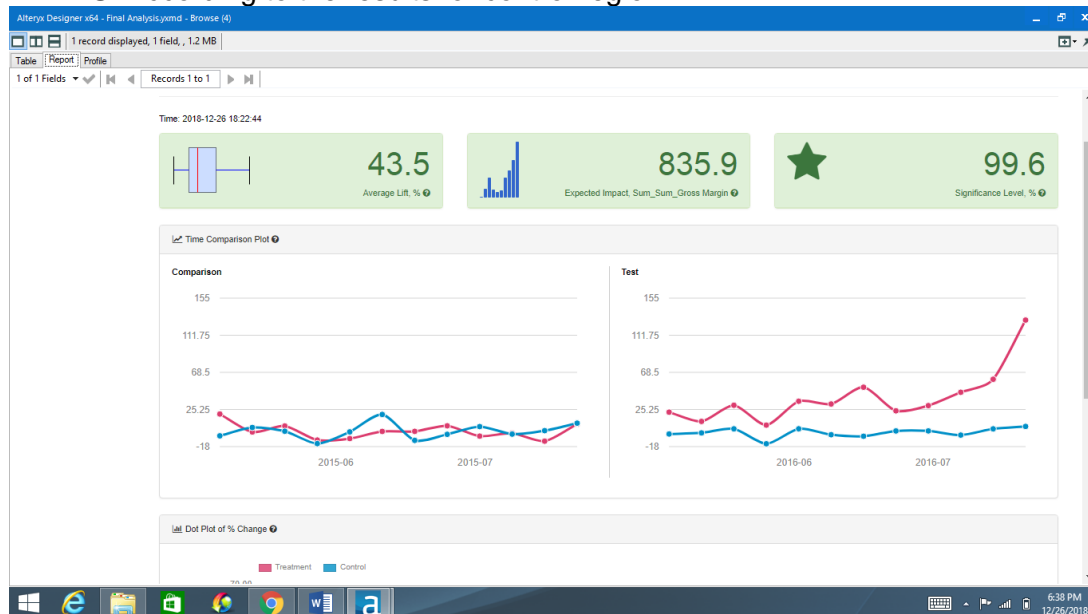 Alteryx Designer x64 - Final Analysis.yxmd - Browse (4)
1 record displayed, 1 field, , 1.2 MB
Table Report Profile
1 of 1 Fields Records 1 to 1
Time: 2018-12-26 18:22:44
43.5
Average Lift, %
835.9
Expected Impact, Sum_Sum_Gross Margin
99.6
Significance Level, %
Time Comparison Plot
Comparison
155
111.75
68.5
25.25
-18
2015-06 2015-07
Test
155
111.75
68.5
25.25
-18
2016-06 2016-07
Dot Plot of % Change
Treatment Control
6:38 PM
12/26/2018